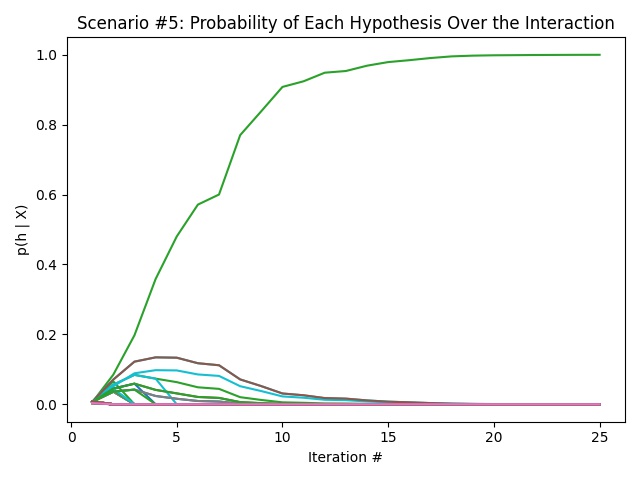 Scenario #5: Probability of Each Hypothesis Over the Interaction
p(h | X)
1.0
0.8
0.6
0.4
0.2
0.0
0 5 10 15 20 25
Iteration #